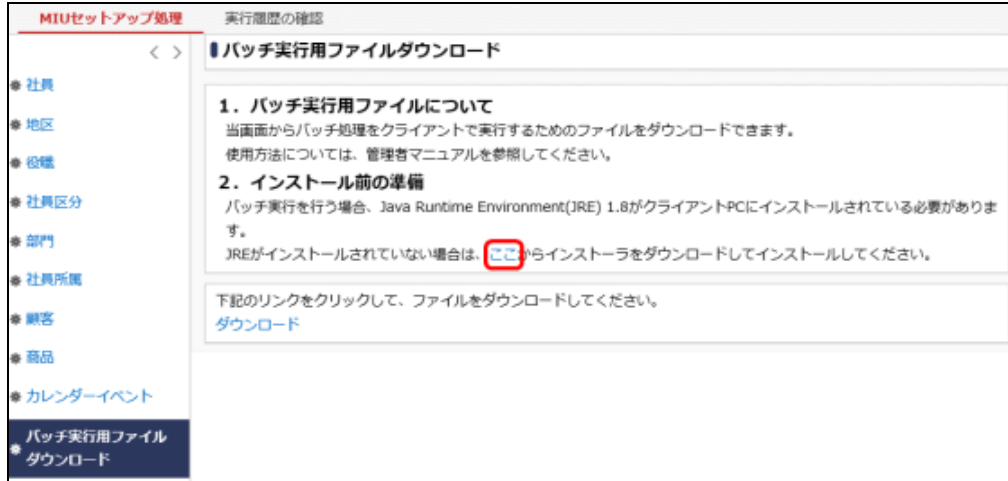 MIUセットアップ処理 実行履歴の確認
< >
社員
地区
役職
社員区分
部門
社員所属
顧客
商品
カレンダーイベント
バッチ実行用ファイル
ダウンロード
バッチ実行用ファイルダウンロード
1．バッチ実行用ファイルについて
当画面からバッチ処理をクライアントで実行するためのファイルをダウンロードできます。
使用方法については、管理者マニュアルを参照してください。
2．インストール前の準備
バッチ実行を行う場合、Java Runtime Environment(JRE) 1.8がクライアントPCにインストールされている必要がありま
す。
JREがインストールされていない場合は、ここからインストーラをダウンロードしてインストールしてください。
下記のリンクをクリックして、ファイルをダウンロードしてください。
ダウンロード